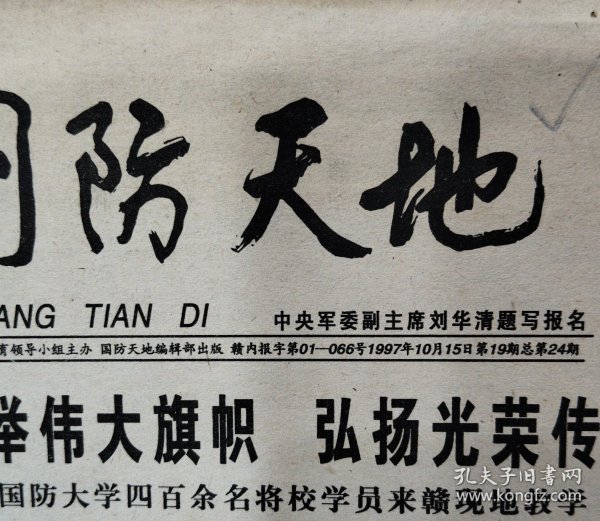 防天地
ANG TIAN DI
中央军委副主席刘华清题写报名
育领导小组主办 国防天地编辑部出版 赣内报字第01—066号1997年10月15日第19期总第24期
举伟大旗帜 弘扬光荣传
国防大学四百余名将校学员来赣现地教学
孔夫子旧书网
www.kongfz.com